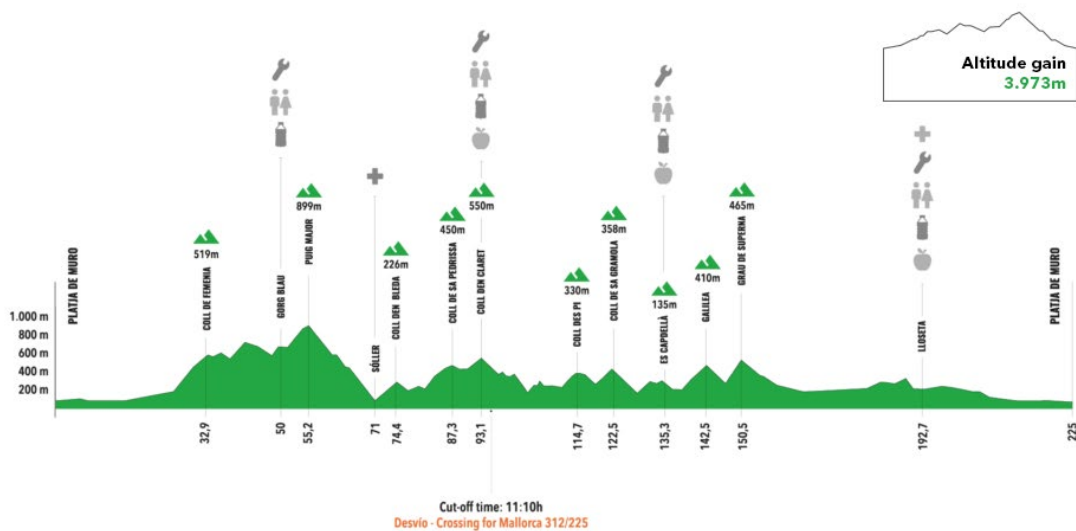 Altitude gain
3.973m
PLATJA DE MURO
519m
COLL DE FEMENIA
GORG BLAU
899m
PUIG MAJOR
SÓLLER
226m
COLL DEN BLEDA
450m
COLL DE SA PEDRISSA
550m
COLL DEN CLARET
330m
COLL DES PI
358m
COLL DE SA GRAMOLA
135m
ES CAPDELLÀ
410m
GALILEA
465m
GRAU DE SUPERNA
LLOSETA
PLATJA DE MURO
1.000 m
800 m
600 m
400 m
200 m
32,9
50
55,2
71
74,4
87,3
93,1
114,7
122,5
135,3
142,5
150,5
192,7
225
Cut-off time: 11:10h
Desvío - Crossing for Mallorca 312/225